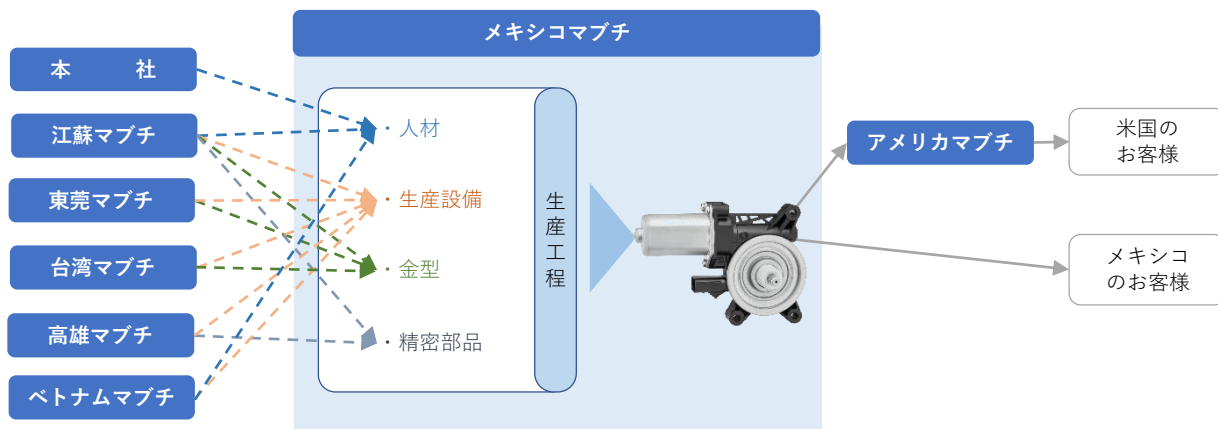 メキシコマブチ
本　　　社
江蘇マブチ
東莞マブチ
台湾マブチ
高雄マブチ
ベトナムマブチ
・人材
・生産設備
・金型
・精密部品
生産工程
アメリカマブチ
米国の
お客様
メキシコ
のお客様